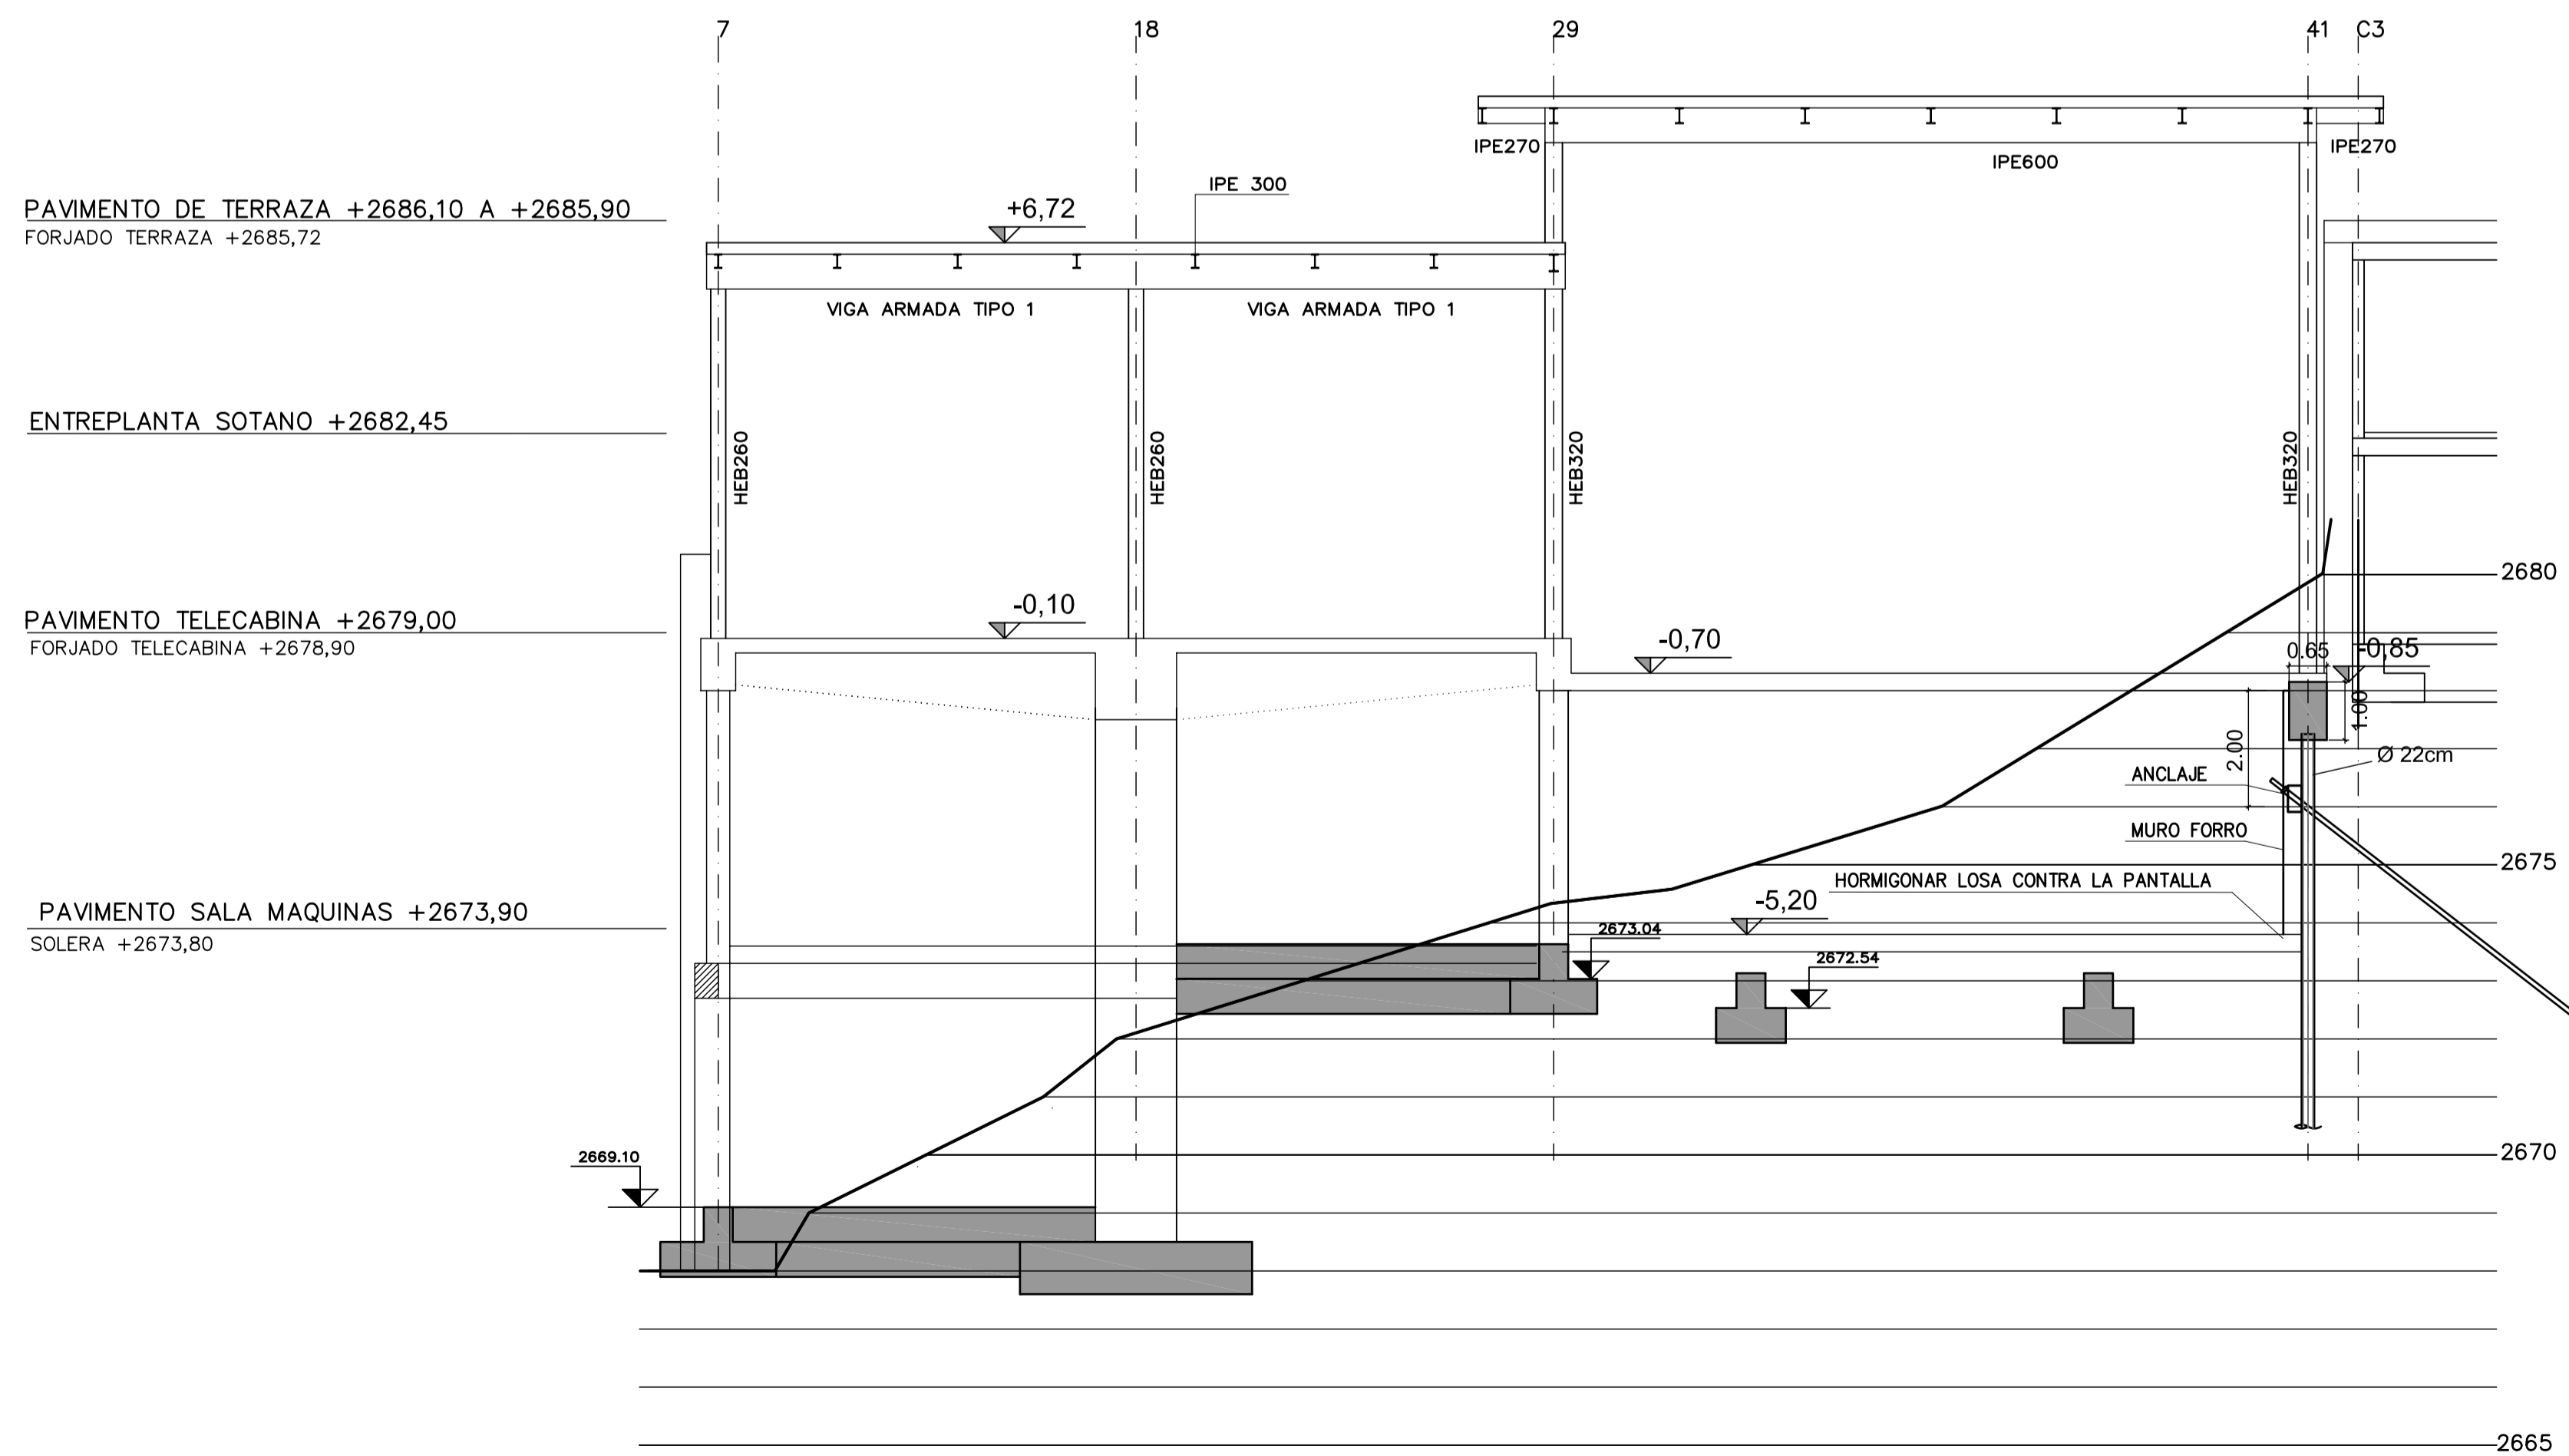 7
18
29
41 C3
IPE270
IPE600
IPE270
IPE 300
PAVIMENTO DE TERRAZA +2686,10 A +2685,90
+6,72
FORJADO TERRAZA +2685,72
VIGA ARMADA TIPO 1
VIGA ARMADA TIPO 1
ENTREPLANTA SOTANO +2682,45
HEB260
HEB260
HEB320
HEB320
2680
PAVIMENTO TELECABINA +2679,00
-0,10
FORJADO TELECABINA +2678,90
-0,70
0.65
-0,85
1.00
2.00
Ø 22cm
ANCLAJE
MURO FORRO
2675
HORMIGONAR LOSA CONTRA LA PANTALLA
-5,20
PAVIMENTO SALA MAQUINAS +2673,90
SOLERA +2673,80
2673.04
2672.54
2670
2669.10
2665